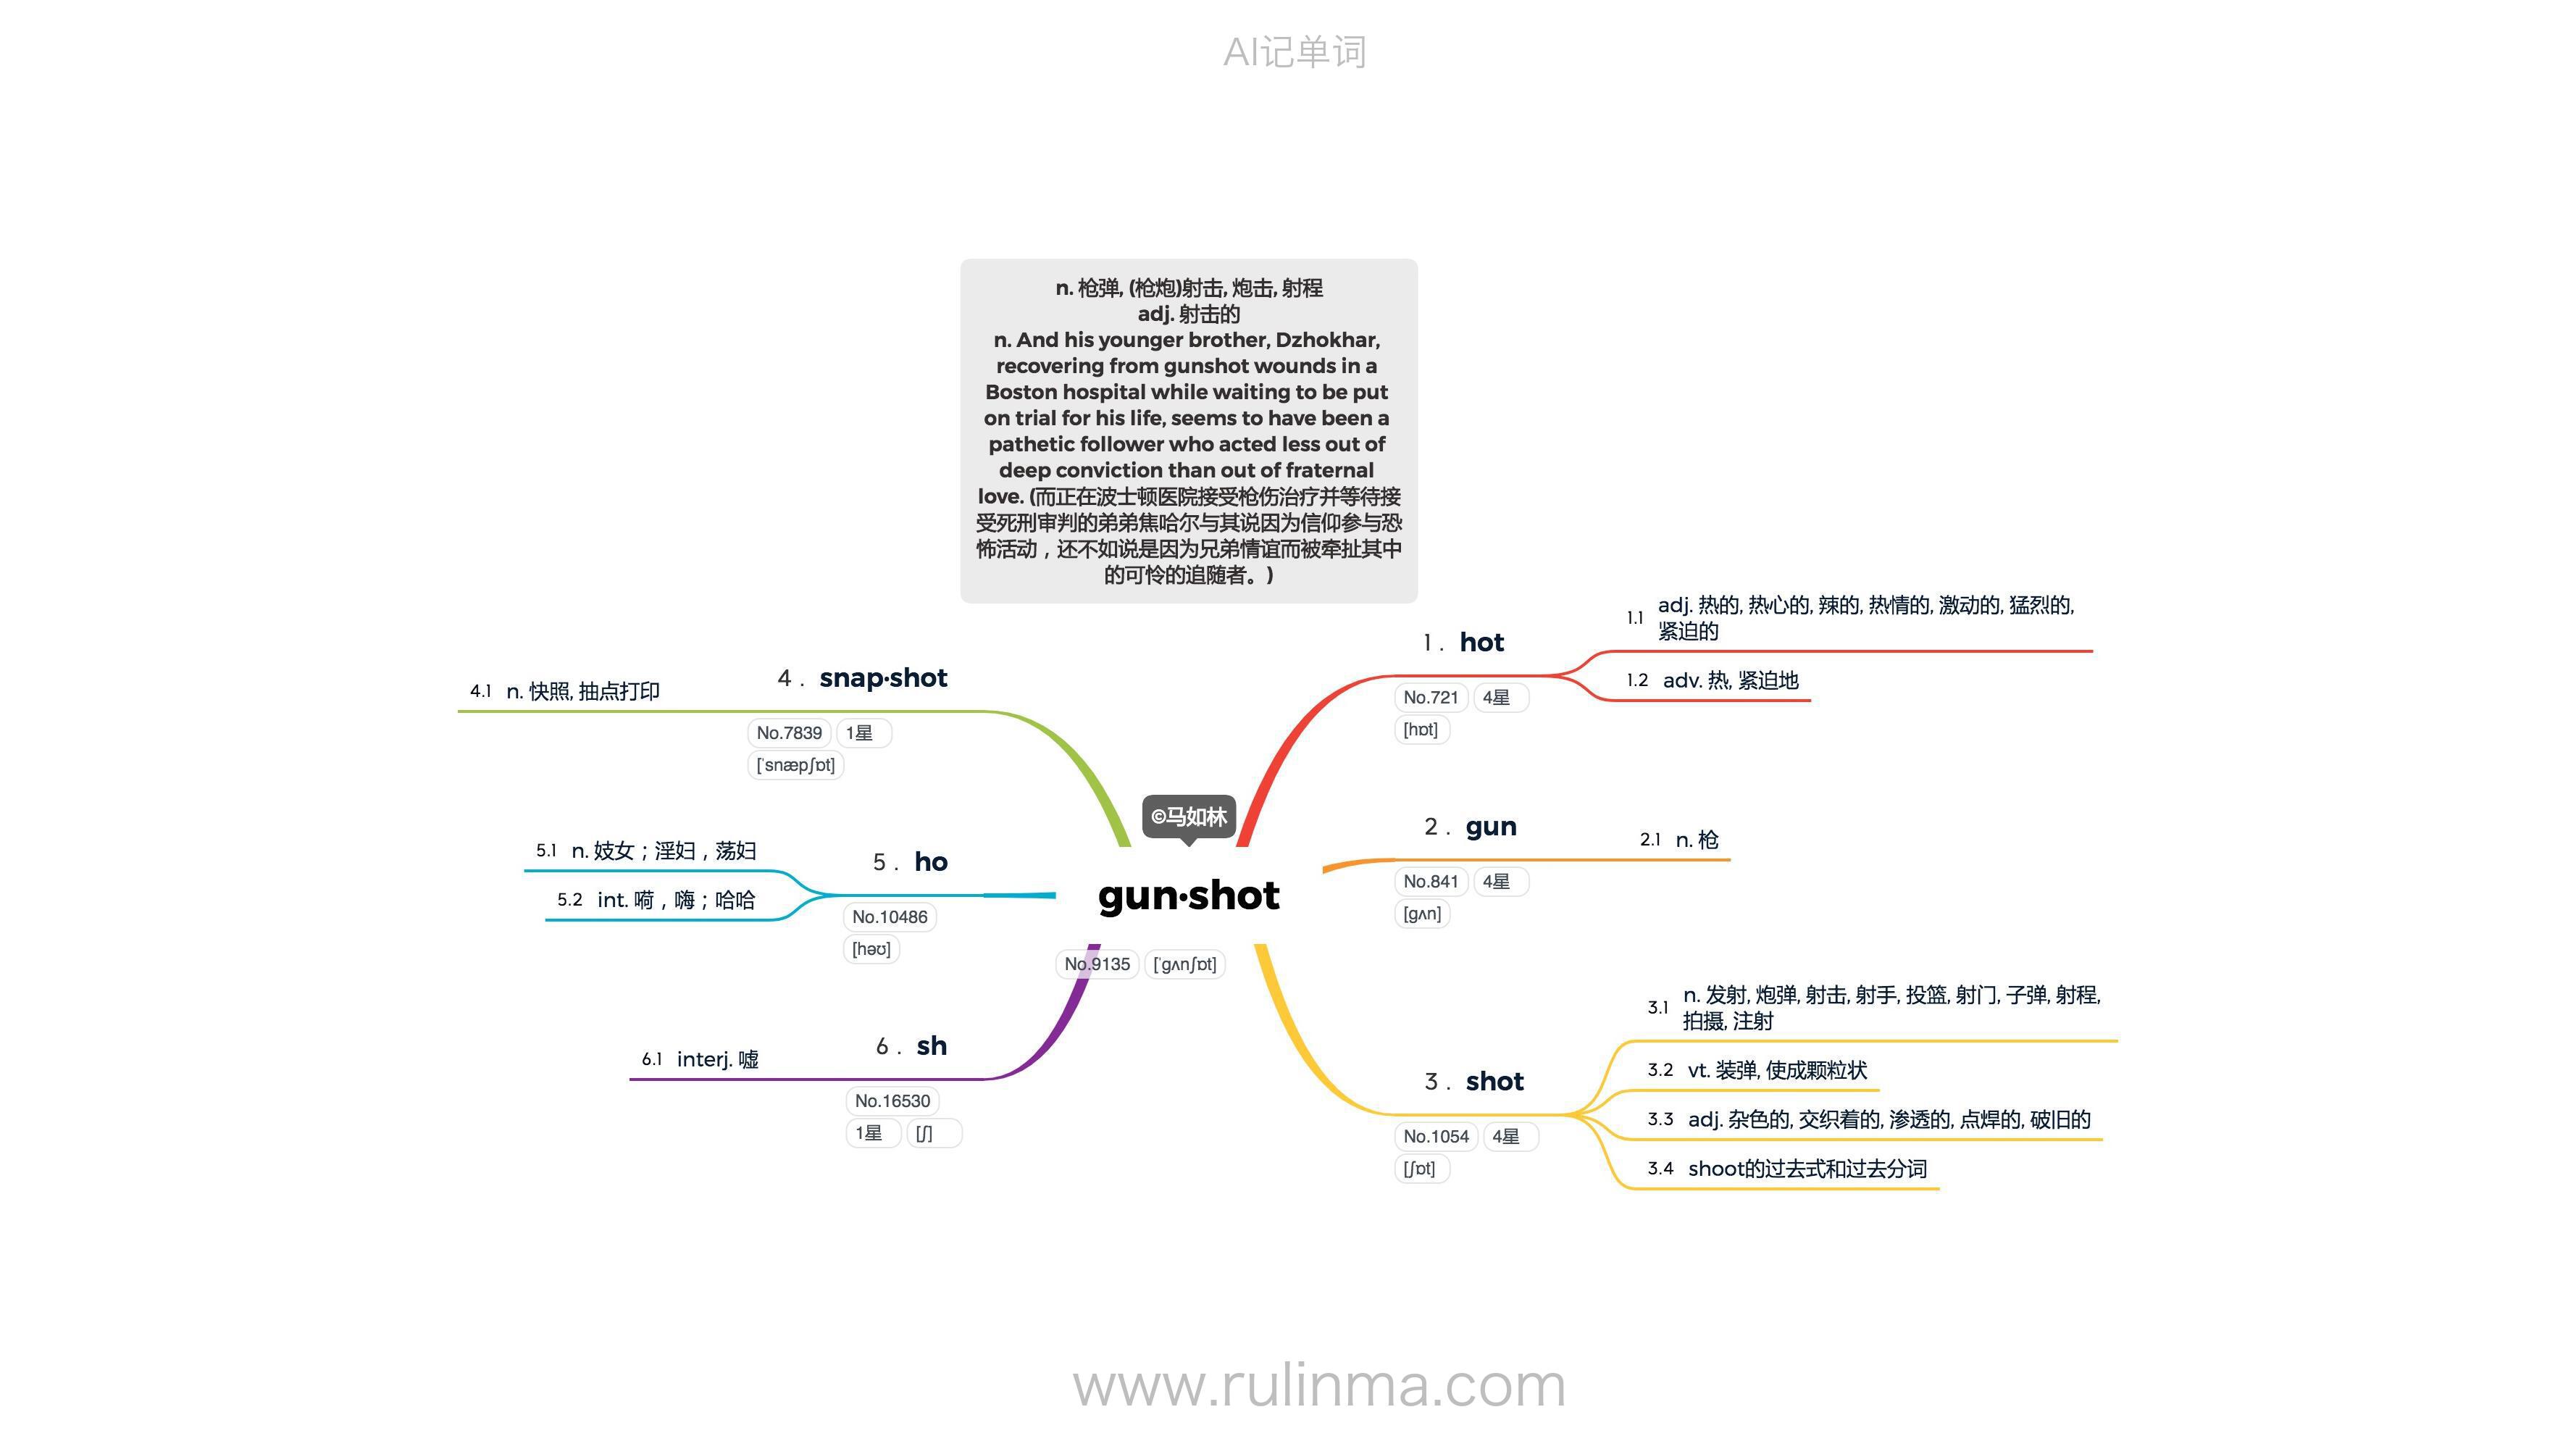 AI记单词
n. 枪弹, (枪炮)射击, 炮击, 射程
adj. 射击的
n. And his younger brother, Dzhokhar,
recovering from gunshot wounds in a
Boston hospital while waiting to be put
on trial for his life, seems to have been a
pathetic follower who acted less out of
deep conviction than out of fraternal
love. (而正在波士顿医院接受枪伤治疗并等待接
受死刑审判的弟弟焦哈尔与其说因为信仰参与恐
怖活动，还不如说是因为兄弟情谊而被牵扯其中
的可怜的追随者。)
©马如林
gun·shot
No.9135 [ˈgʌnʃɒt]
1. hot
No.721 4星
[hɒt]
1.1 adj. 热的, 热心的, 辣的, 热情的, 激动的, 猛烈的,
紧迫的
1.2 adv. 热, 紧迫地
2. gun
No.841 4星
[gʌn]
2.1 n. 枪
3. shot
No.1054 4星
[ʃɒt]
3.1 n. 发射, 炮弹, 射击, 射手, 投篮, 射门, 子弹, 射程,
拍摄, 注射
3.2 vt. 装弹, 使成颗粒状
3.3 adj. 杂色的, 交织着的, 渗透的, 点焊的, 破旧的
3.4 shoot的过去式和过去分词
4. snap·shot
No.7839 1星
[ˈsnæpʃɒt]
4.1 n. 快照, 抽点打印
5. ho
No.10486
[həʊ]
5.1 n. 妓女；淫妇，荡妇
5.2 int. 嗬，嗨；哈哈
6. sh
No.16530
1星 [ʃ]
6.1 interj. 嘘
www.rulinma.com